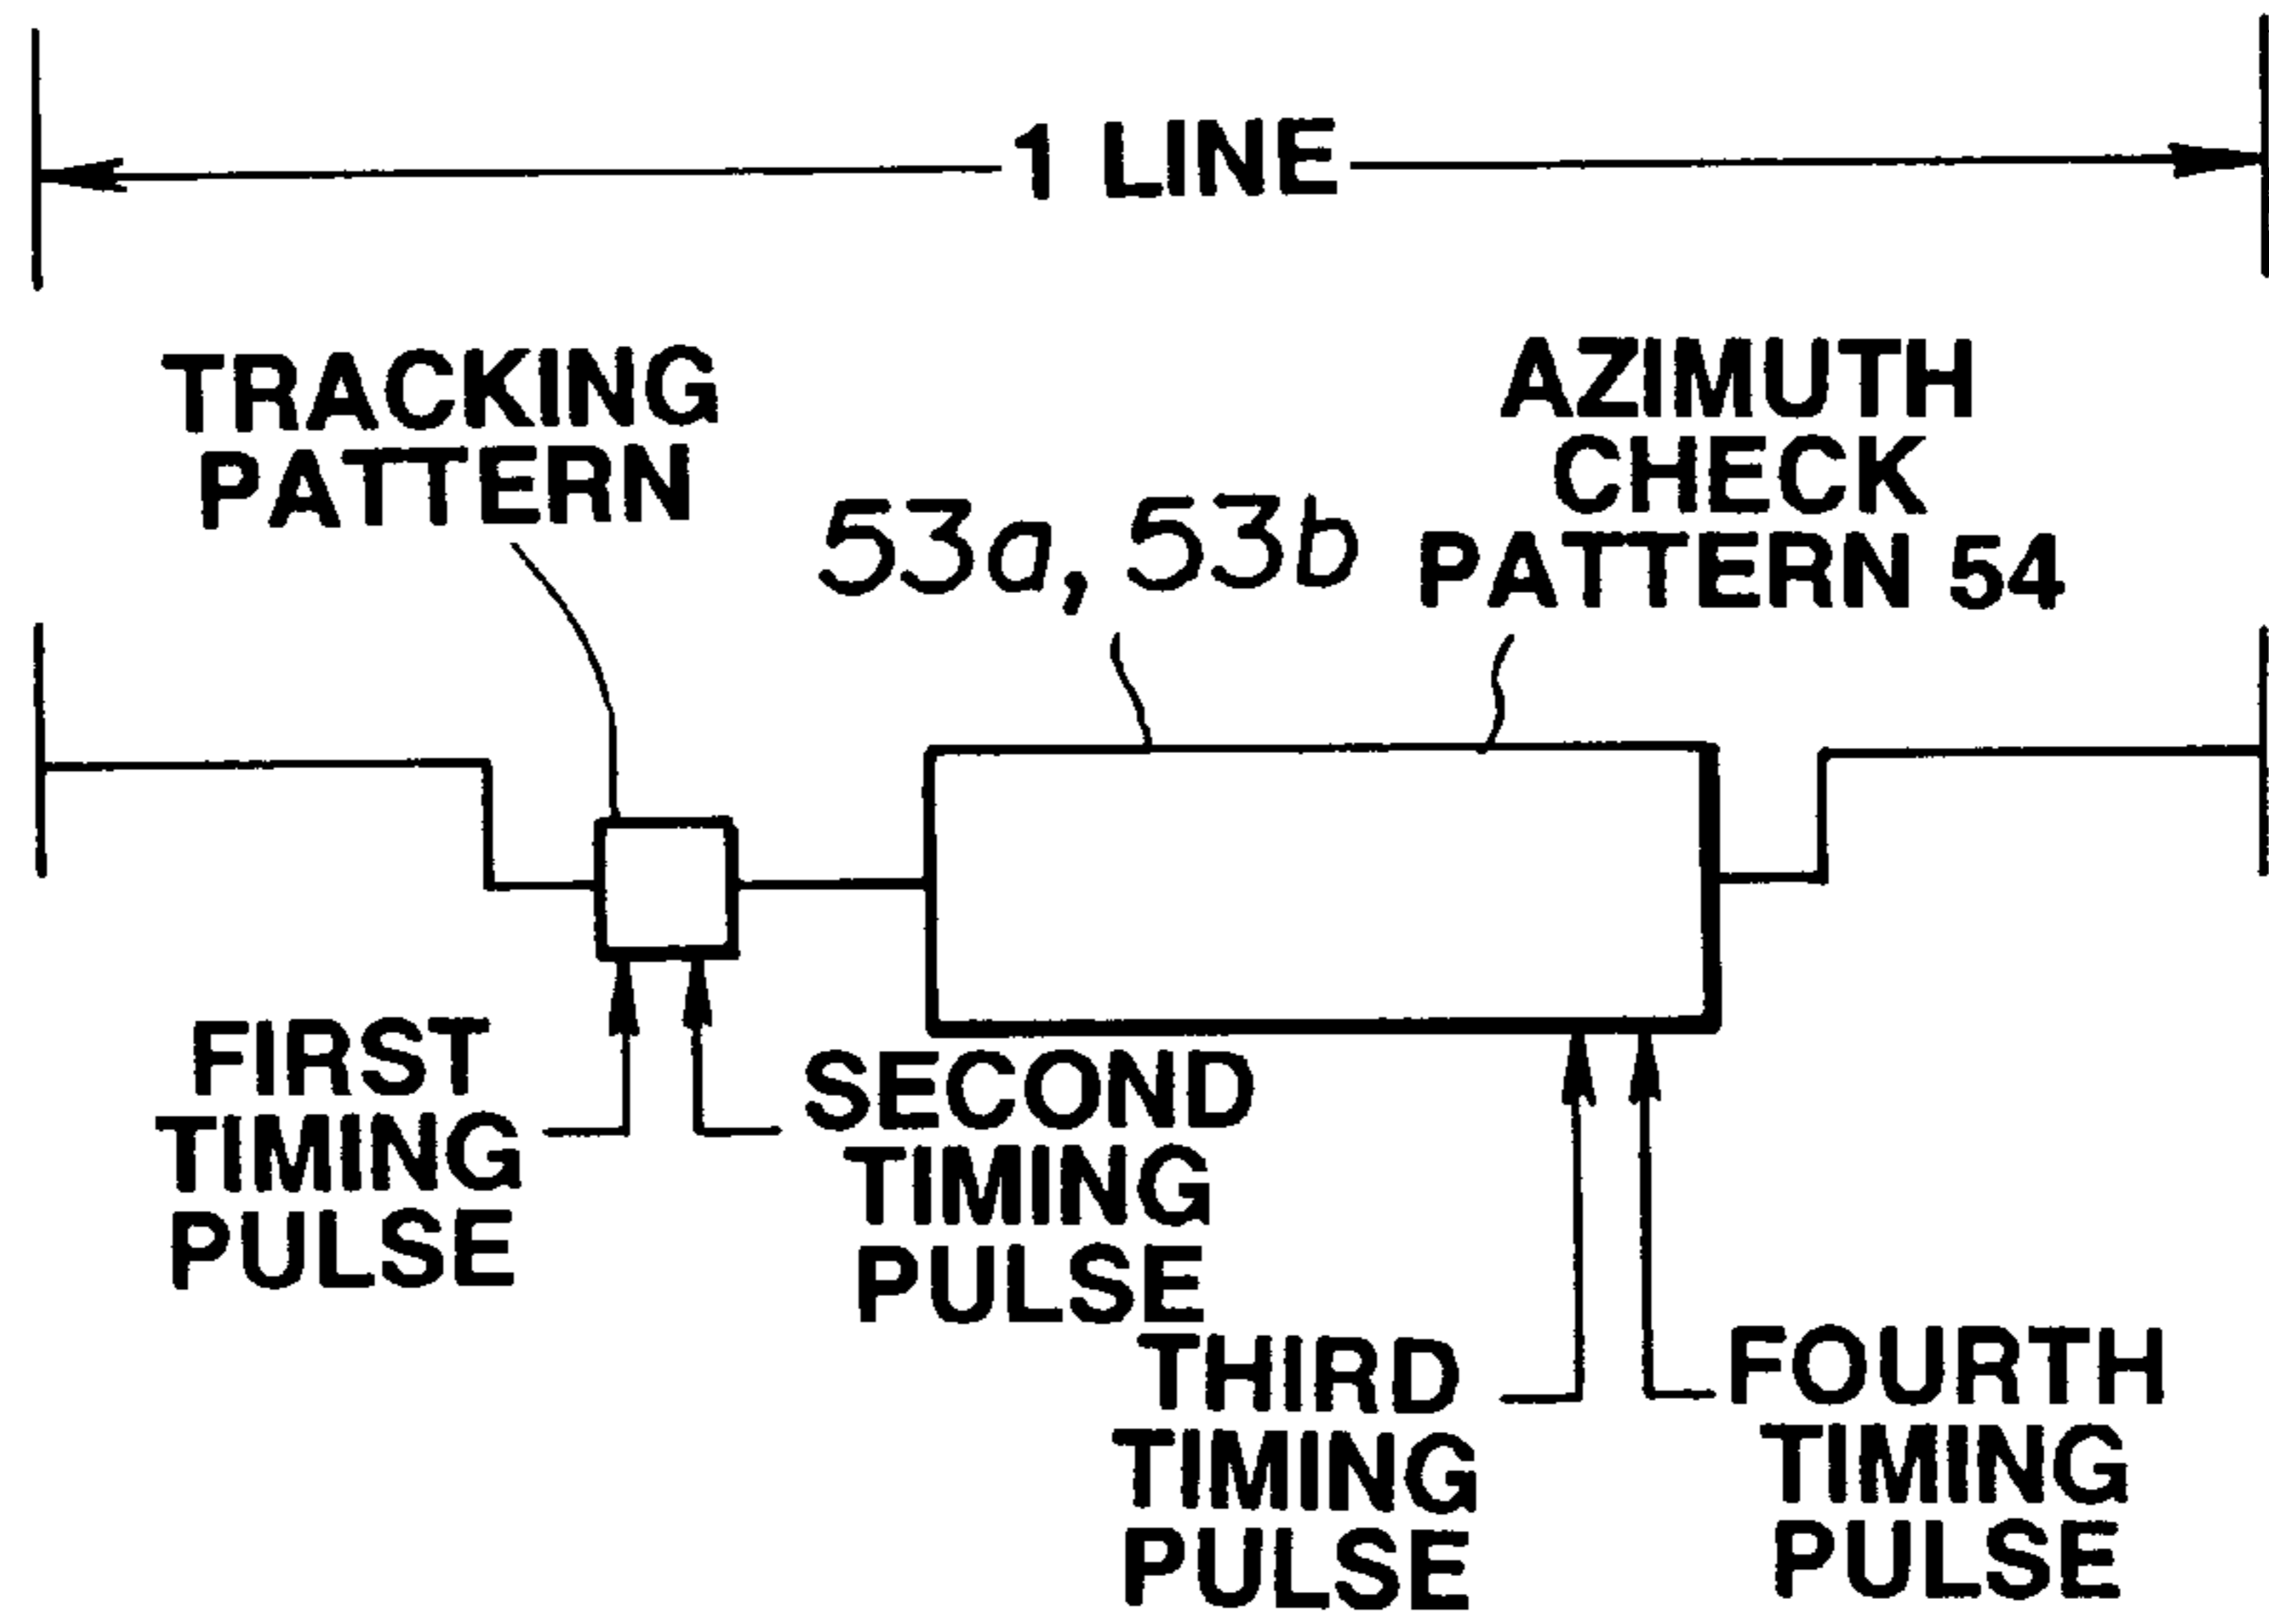 1 LINE
TRACKING
PATTERN
53a, 53b
AZIMUTH
CHECK
PATTERN 54
FIRST
TIMING
PULSE
SECOND
TIMING
PULSE
THIRD
TIMING
PULSE
FOURTH
TIMING
PULSE